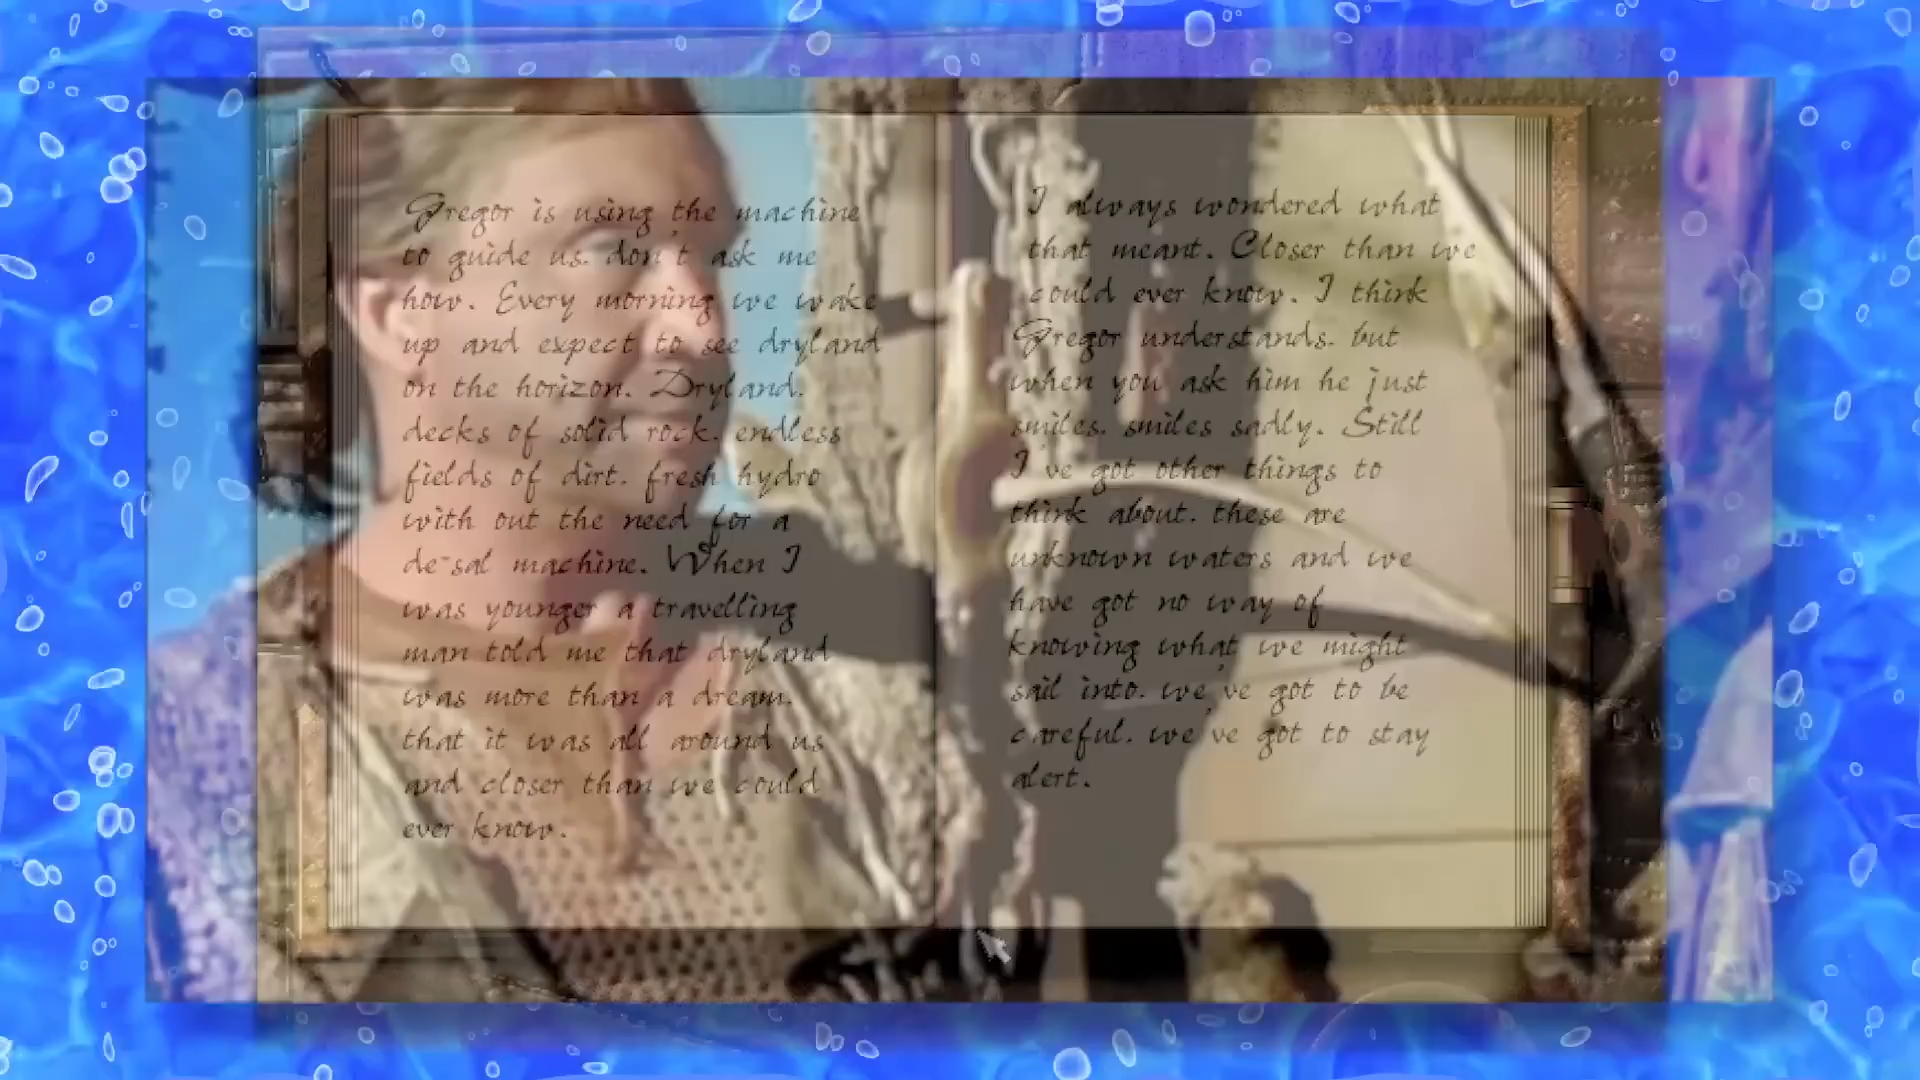 Gregor is using the machine
to guide us. don't ask me
how. Every morning we wake
up and expect to see dryland
on the horizon. Dryland.
decks of solid rock. endless
fields of dirt. fresh hydro
with out the need for a
de-sal machine. When I
was younger a travelling
man told me that dryland
was more than a dream.
that it was all around us
and closer than we could
ever know.
I always wondered what
that meant. Closer than we
could ever know. I think
Gregor understands. but
when you ask him he just
smiles. smiles sadly. Still
I've got other things to
think about. these are
unknown waters and we
have got no way of
knowing what we might
sail into. we've got to be
careful. we've got to stay
alert.